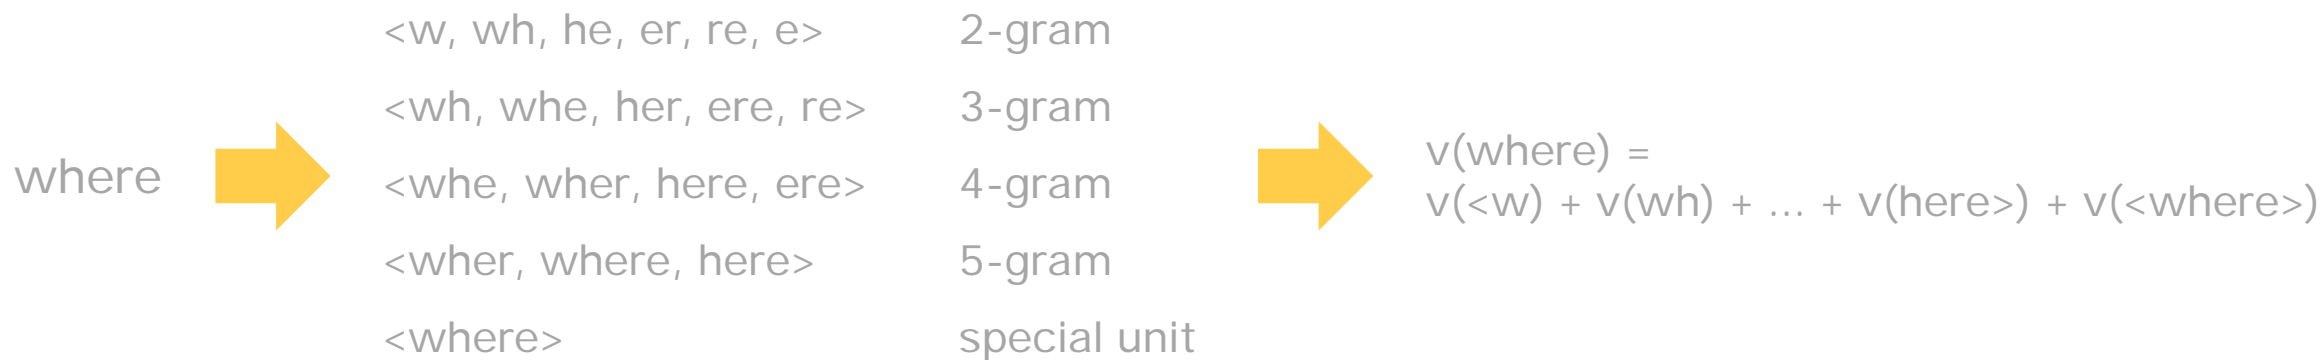 where
<w, wh, he, er, re, e> 2-gram
<wh, whe, her, ere, re> 3-gram
<whe, wher, here, ere> 4-gram
<wher, where, here> 5-gram
<where> special unit
v(where) =
v(<w) + v(wh) + ... + v(here>) + v(<where>)